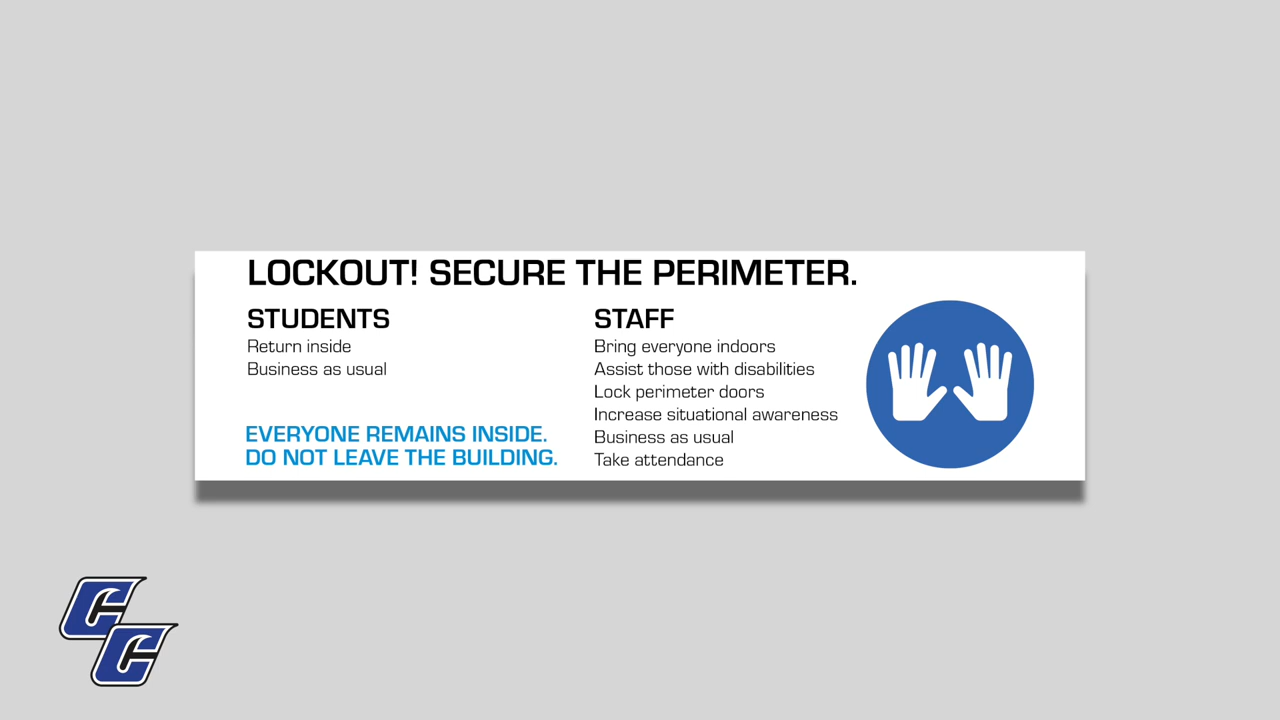 LOCKOUT! SECURE THE PERIMETER.
STUDENTS
Return inside
Business as usual
EVERYONE REMAINS INSIDE.
DO NOT LEAVE THE BUILDING.
STAFF
Bring everyone indoors
Assist those with disabilities
Lock perimeter doors
Increase situational awareness
Business as usual
Take attendance
CC